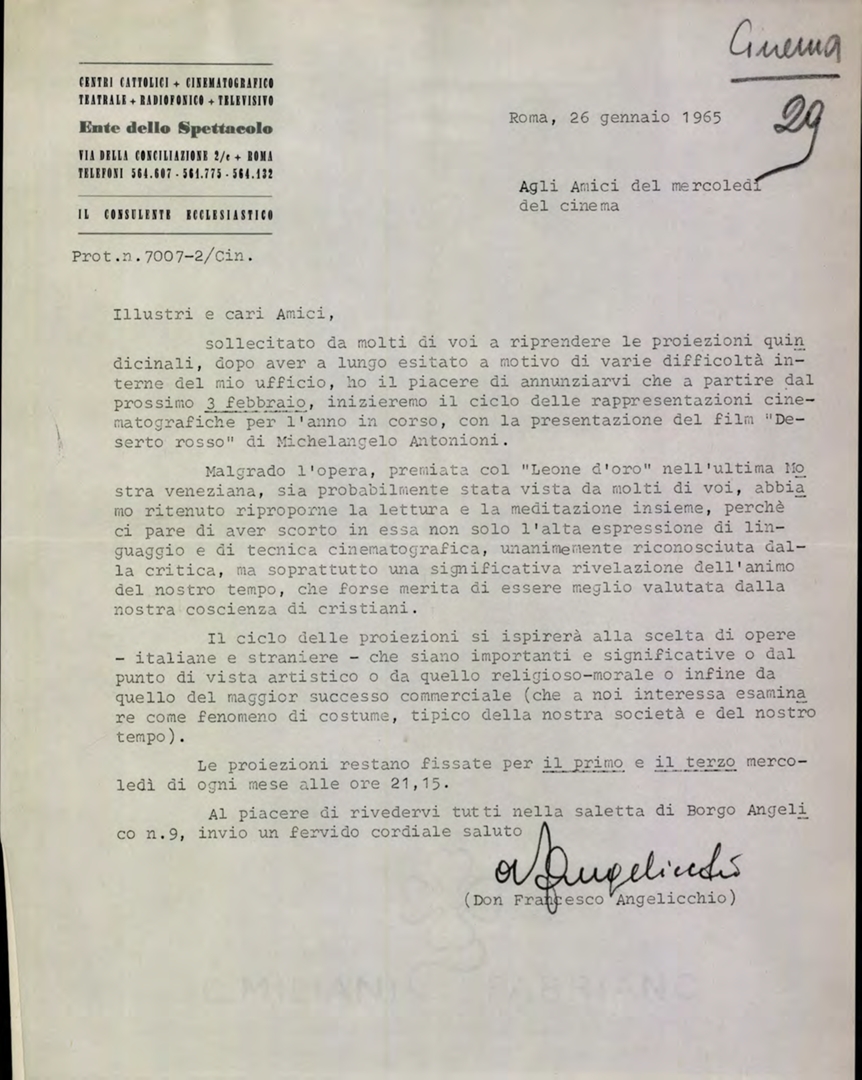 Cinema
29
CENTRI CATTOLICI + CINEMATOGRAFICO
TEATRALE + RADIOFONICO + TELEVISIVO
Ente dello Spettacolo
VIA DELLA CONCILIAZIONE 2/c + ROMA
TELEFONI 564.607 - 561.775 - 564.132
IL CONSULENTE ECCLESIASTICO
Prot.n.7007-2/Cin.
Roma, 26 gennaio 1965
Agli Amici del mercoledì
del cinema
Illustri e cari Amici,
sollecitato da molti di voi a riprendere le proiezioni quin
dicinali, dopo aver a lungo esitato a motivo di varie difficoltà in-
terne del mio ufficio, ho il piacere di annunziarvi che a partire dal
prossimo 3 febbraio, inizieremo il ciclo delle rappresentazioni cine-
matografiche per l'anno in corso, con la presentazione del film "De-
serto rosso" di Michelangelo Antonioni.
Malgrado l'opera, premiata col "Leone d'oro" nell'ultima Mo
stra veneziana, sia probabilmente stata vista da molti di voi, abbia
mo ritenuto riproporne la lettura e la meditazione insieme, perchè
ci pare di aver scorto in essa non solo l'alta espressione di lin-
guaggio e di tecnica cinematografica, unanimemente riconosciuta dal-
la critica, ma soprattutto una significativa rivelazione dell'animo
del nostro tempo, che forse merita di essere meglio valutata dalla
nostra coscienza di cristiani.
Il ciclo delle proiezioni si ispirerà alla scelta di opere
- italiane e straniere - che siano importanti e significative o dal
punto di vista artistico o da quello religioso-morale o infine da
quello del maggior successo commerciale (che a noi interessa esamina
re come fenomeno di costume, tipico della nostra società e del nostro
tempo).
Le proiezioni restano fissate per il primo e il terzo merco-
ledì di ogni mese alle ore 21,15.
Al piacere di rivedervi tutti nella saletta di Borgo Angeli
co n.9, invio un fervido cordiale saluto
Angelicchio
(Don Francesco Angelicchio)